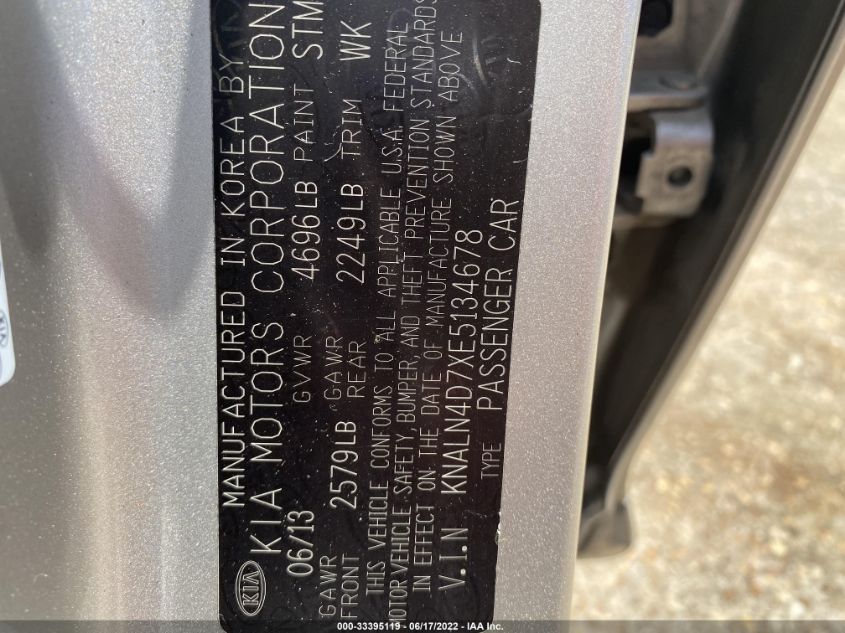 MANUFACTURED IN KOREA BY
KIA MOTORS CORPORATION
06/13 GVWR 4696LB PAINT STM
GAWR FRONT 2579LB GAWR REAR 2249LB TRIM WK
THIS VEHICLE CONFORMS TO ALL APPLICABLE U.S.A. FEDERAL
MOTOR VEHICLE SAFETY, BUMPER, AND THEFT PREVENTION STANDARDS
IN EFFECT ON THE DATE OF MANUFACTURE SHOWN ABOVE
V.I.N KNALN4D7XE5134678
TYPE PASSENGER CAR
KIA
000-33395119 - 06/17/2022 - IAA Inc.